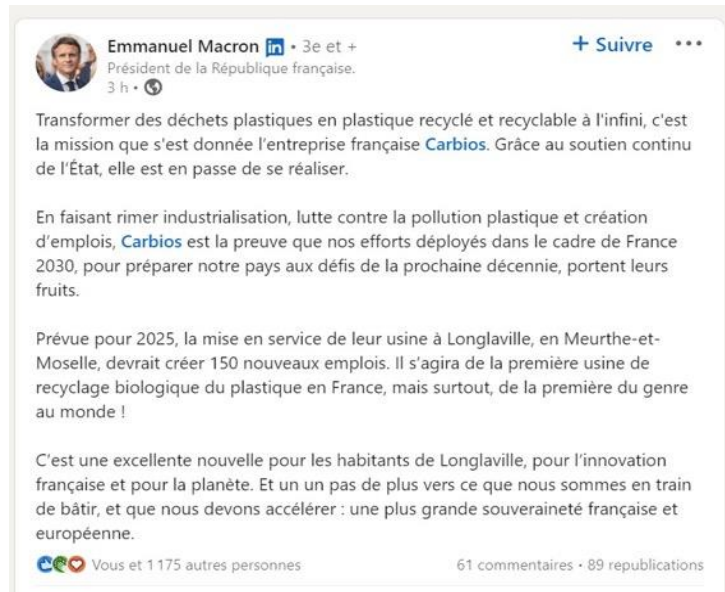 Emmanuel Macron in • 3e et +
+ Suivre
Président de la République française.
3 h •
Transformer des déchets plastiques en plastique recyclé et recyclable à l'infini, c'est
la mission que s'est donnée l'entreprise française Carbios. Grâce au soutien continu
de l'État, elle est en passe de se réaliser.
En faisant rimer industrialisation, lutte contre la pollution plastique et création
d'emplois, Carbios est la preuve que nos efforts déployés dans le cadre de France
2030, pour préparer notre pays aux défis de la prochaine décennie, portent leurs
fruits.
Prévue pour 2025, la mise en service de leur usine à Longlaville, en Meurthe-et-
Moselle, devrait créer 150 nouveaux emplois. Il s'agira de la première usine de
recyclage biologique du plastique en France, mais surtout, de la première du genre
au monde !
C'est une excellente nouvelle pour les habitants de Longlaville, pour l'innovation
française et pour la planète. Et un un pas de plus vers ce que nous sommes en train
de bâtir, et que nous devons accélérer : une plus grande souveraineté française et
européenne.
Vous et 1 175 autres personnes
61 commentaires • 89 republications